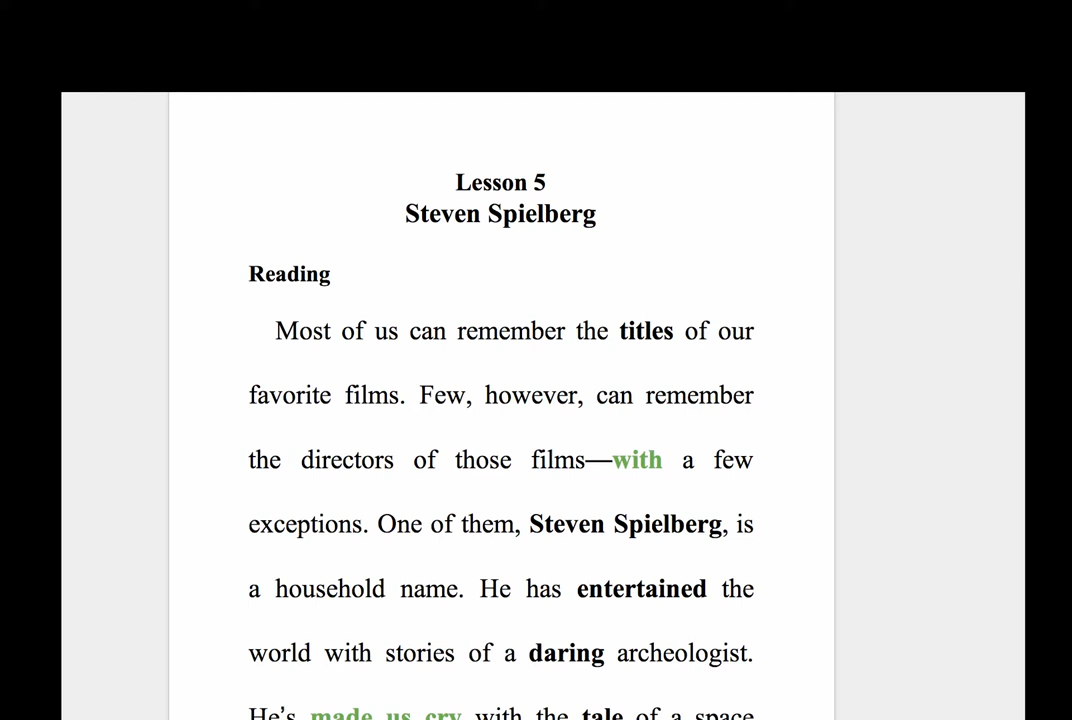 Lesson 5
Steven Spielberg
Reading
Most of us can remember the titles of our
favorite films. Few, however, can remember
the directors of those films—with a few
exceptions. One of them, Steven Spielberg, is
a household name. He has entertained the
world with stories of a daring archeologist.
He’s made us cry with the tale of a space